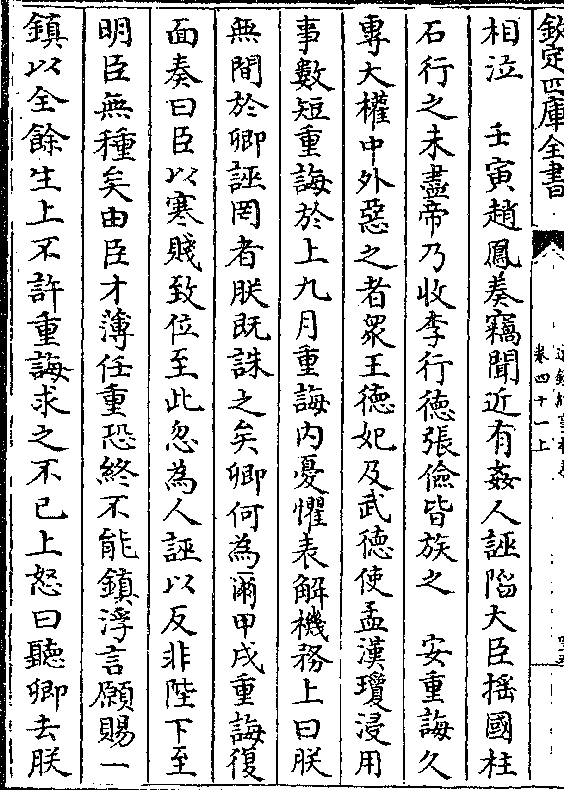 欽定四庫全書
卷四十一上
相泣　壬寅趙鳳奏竊聞近有姦人誣陷大臣揺國柱
石行之未盡帝乃收李行德張儉皆族之　安重誨久
專大權中外惡之者衆王德妃及武德使孟漢瓊浸用
事數短重誨於上九月重誨内憂懼表解機務上曰朕
無間於卿誣罔者朕既誅之矣卿何為爾甲戌重誨復
面奏曰臣以寒賤致位至此忽為人誣以反非陛下至
明臣無種矣由臣才薄任重恐終不能鎮浮言願賜一
鎮以全餘生上不許重誨求之不已上怒曰聽卿去朕